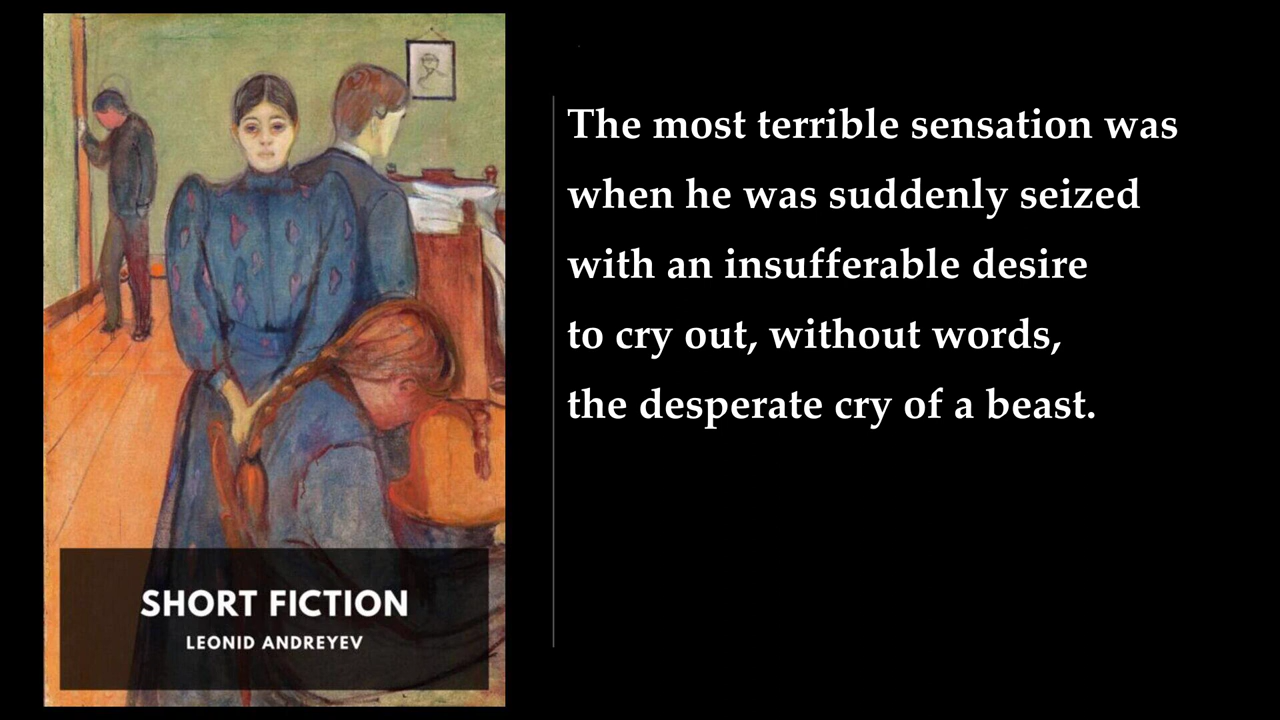 The most terrible sensation was
when he was suddenly seized
with an insufferable desire
to cry out, without words,
the desperate cry of a beast.
SHORT FICTION
LEONID ANDREYEV